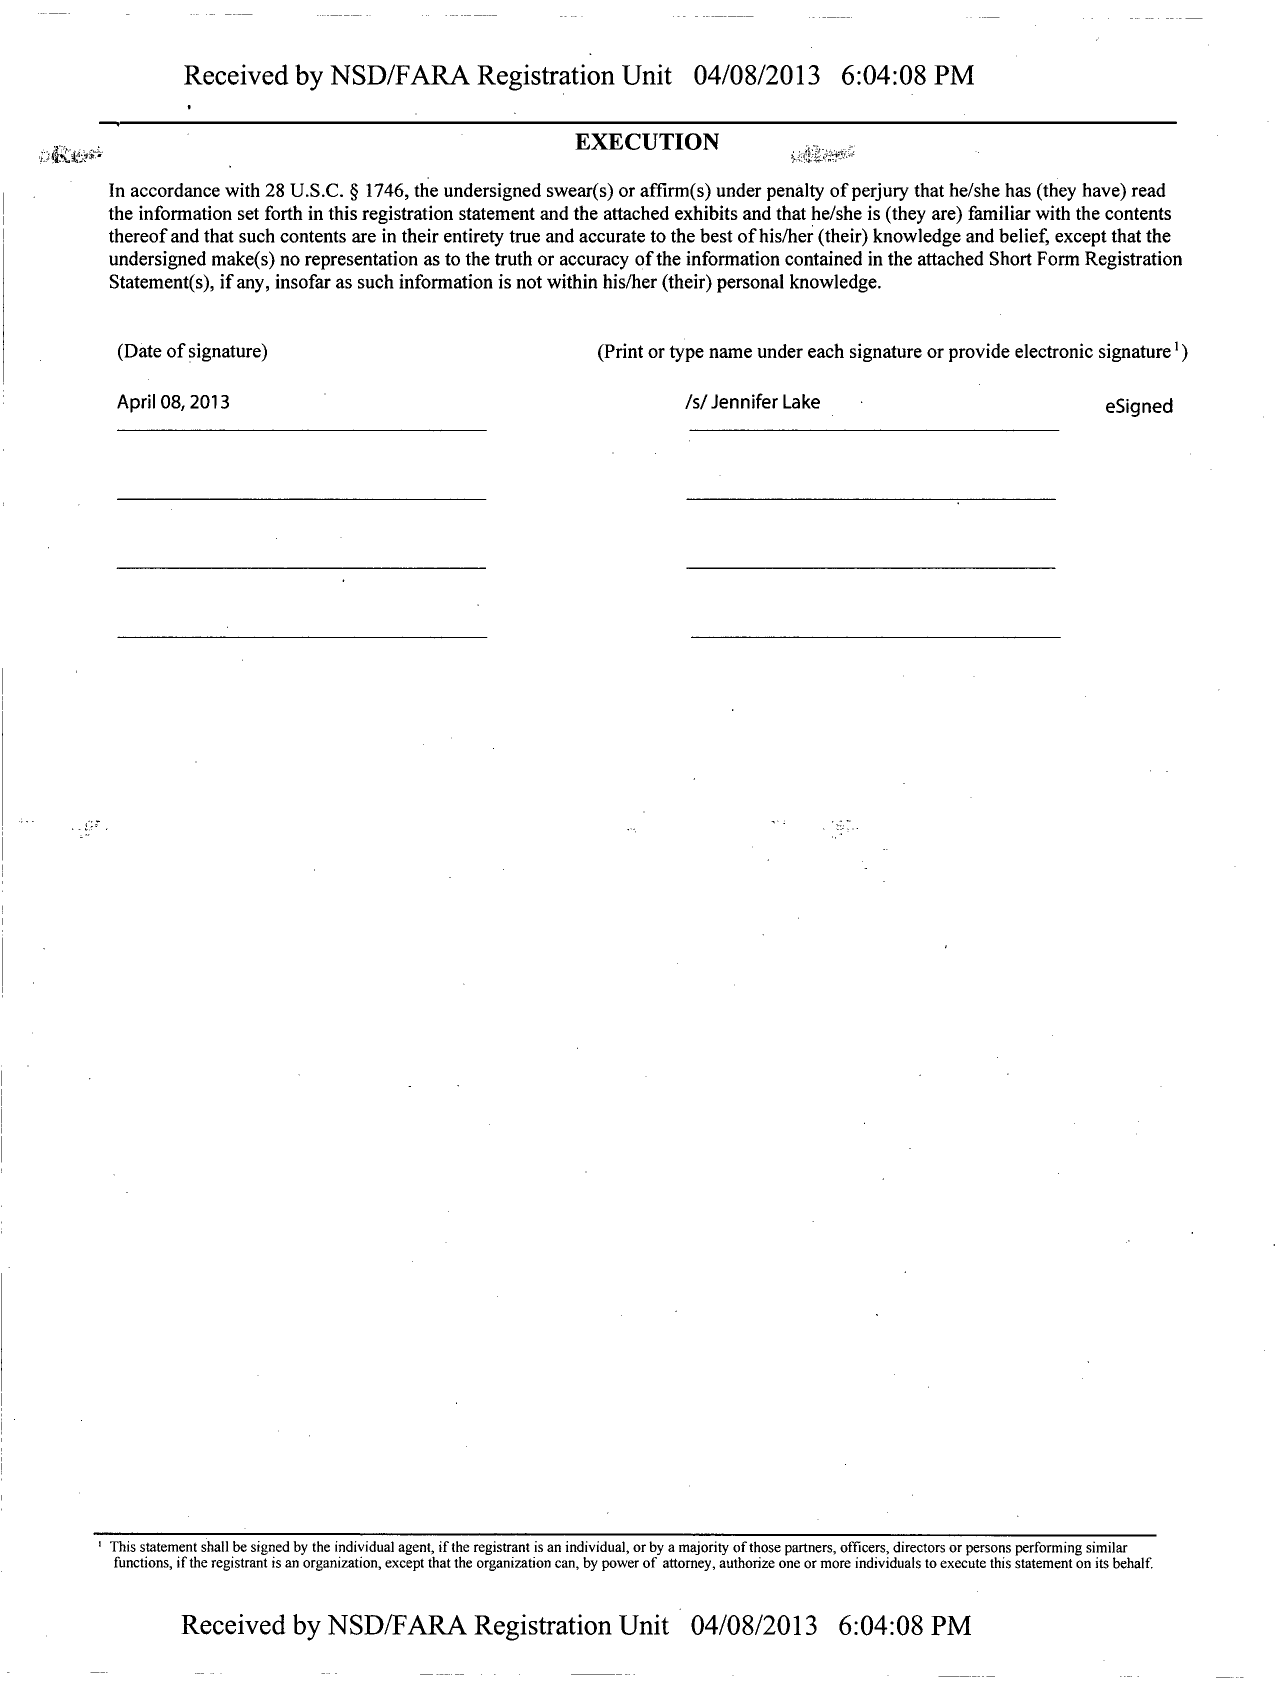 Received by NSD/FARA Registration Unit 04/08/2013 6:04:08 PM
EXECUTION
In accordance with 28 U.S.C. § 1746, the undersigned swear(s) or affirm(s) under penalty of perjury that he/she has (they have) read
the information set forth in this registration statement and the attached exhibits and that he/she is (they are) familiar with the contents
thereof and that such contents are in their entirety true and accurate to the best of his/her (their) knowledge and belief, except that the
undersigned make(s) no representation as to the truth or accuracy of the information contained in the attached Short Form Registration
Statement(s), if any, insofar as such information is not within his/her (their) personal knowledge.
(Date of signature) (Print or type name under each signature or provide electronic signature¹)
April 08, 2013 /s/ Jennifer Lake eSigned
¹ This statement shall be signed by the individual agent, if the registrant is an individual, or by a majority of those partners, officers, directors or persons performing similar
functions, if the registrant is an organization, except that the organization can, by power of attorney, authorize one or more individuals to execute this statement on its behalf.
Received by NSD/FARA Registration Unit 04/08/2013 6:04:08 PM